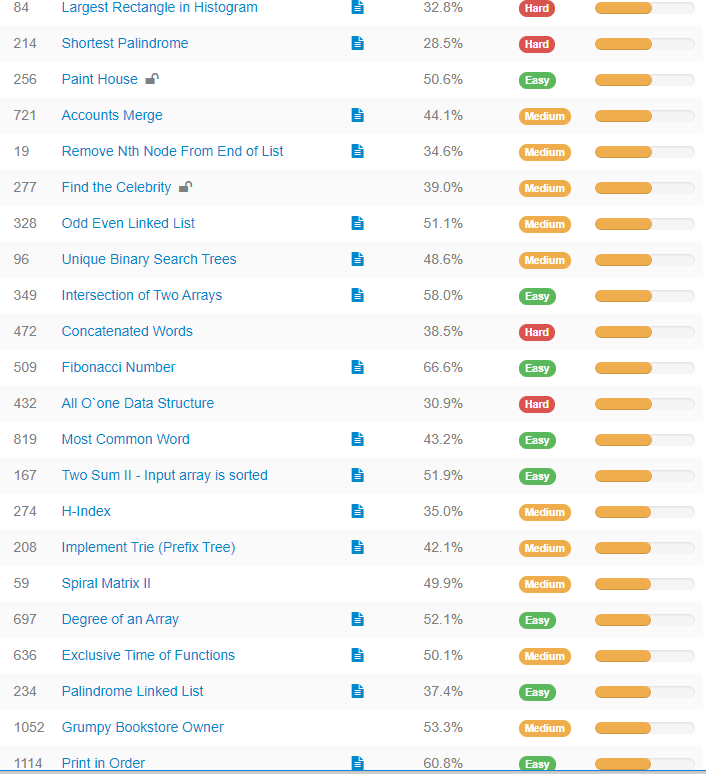 84 Largest Rectangle in Histogram 32.8% Hard
214 Shortest Palindrome 28.5% Hard
256 Paint House 50.6% Easy
721 Accounts Merge 44.1% Medium
19 Remove Nth Node From End of List 34.6% Medium
277 Find the Celebrity 39.0% Medium
328 Odd Even Linked List 51.1% Medium
96 Unique Binary Search Trees 48.6% Medium
349 Intersection of Two Arrays 58.0% Easy
472 Concatenated Words 38.5% Hard
509 Fibonacci Number 66.6% Easy
432 All O`one Data Structure 30.9% Hard
819 Most Common Word 43.2% Easy
167 Two Sum II - Input array is sorted 51.9% Easy
274 H-Index 35.0% Medium
208 Implement Trie (Prefix Tree) 42.1% Medium
59 Spiral Matrix II 49.9% Medium
697 Degree of an Array 52.1% Easy
636 Exclusive Time of Functions 50.1% Medium
234 Palindrome Linked List 37.4% Easy
1052 Grumpy Bookstore Owner 53.3% Medium
1114 Print in Order 60.8% Easy